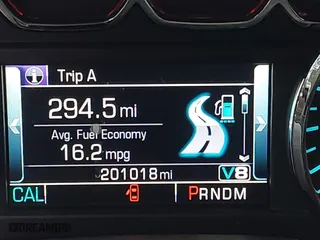 Trip A
294.5 mi
Avg. Fuel Economy
16.2 mpg
201018 mi V8
CAL PRNDM